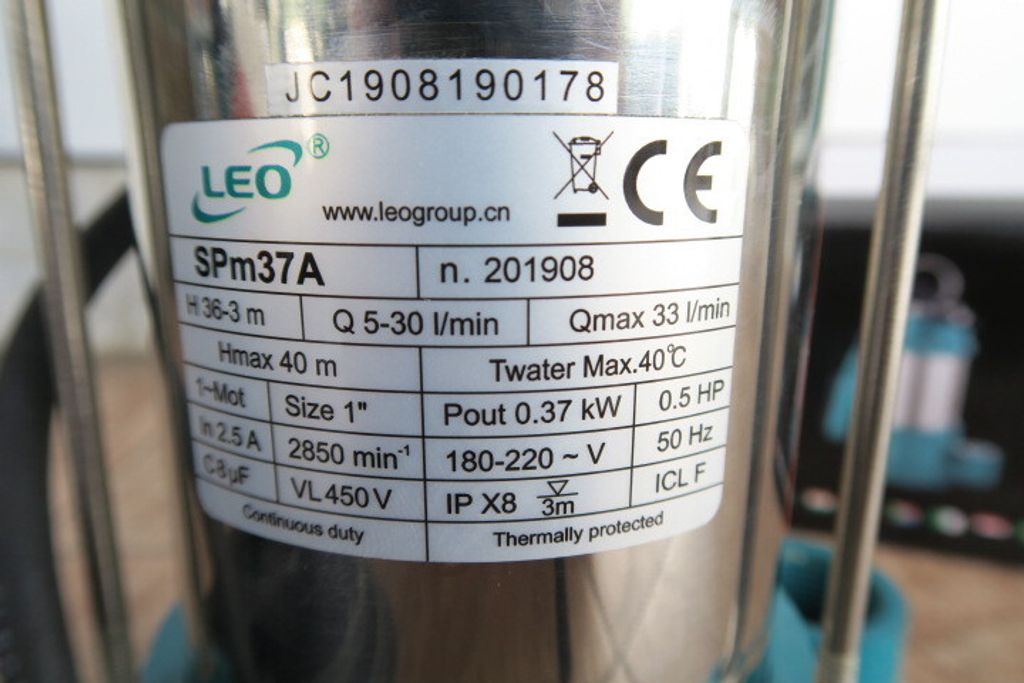 JC1908190178
LEO®
www.leogroup.cn
CE
SPm37A n. 201908
H 36-3 m Q 5-30 l/min Qmax 33 l/min
Hmax 40 m Twater Max.40℃
1~Mot Size 1" Pout 0.37 kW 0.5 HP
In 2.5 A 2850 min⁻¹ 180-220 ~ V 50 Hz
C8µF VL 450 V IP X8 3m ICL F
Continuous duty Thermally protected